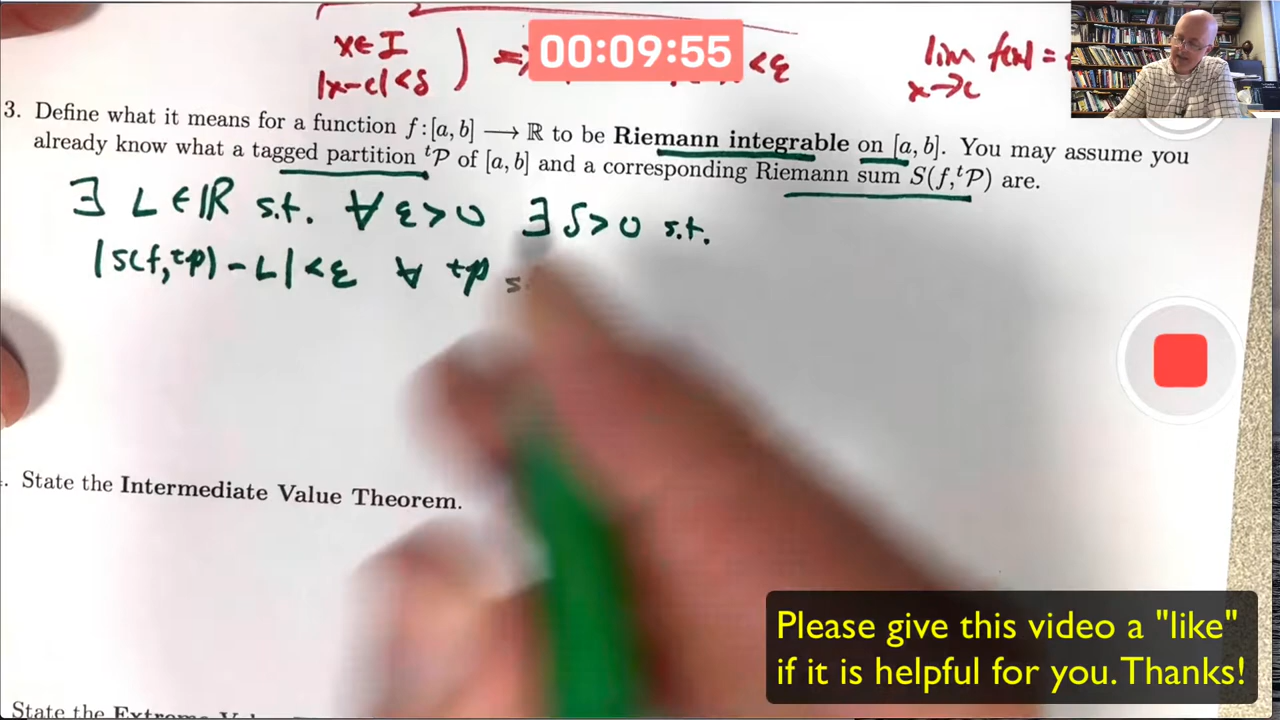 x∈I
|x-c|<δ ) => <ε
lim f(x) =
x→c
00:09:55
3. Define what it means for a function f:[a, b] ⟶ ℝ to be Riemann integrable on [a, b]. You may assume you
already know what a tagged partition ᵗP of [a, b] and a corresponding Riemann sum S(f, ᵗP) are.
∃ L∈ℝ s.t. ∀ε>0 ∃δ>0 s.t.
|S(f,ᵗP)-L|<ε ∀ ᵗP s.
. State the Intermediate Value Theorem.
State the
Please give this video a "like"
if it is helpful for you. Thanks!